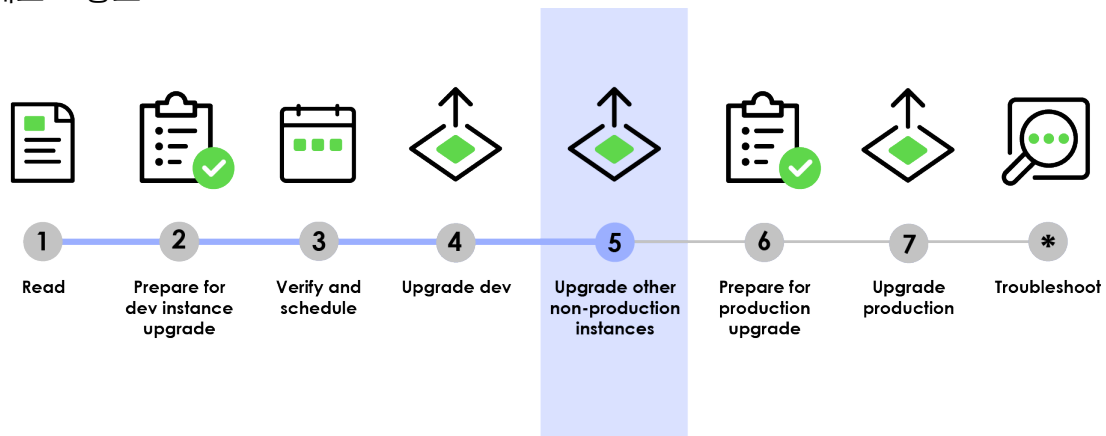 1
2
3
4
5
6
7
*
Read
Prepare for
dev instance
upgrade
Verify and
schedule
Upgrade dev
Upgrade other
non-production
instances
Prepare for
production
upgrade
Upgrade
production
Troubleshoot